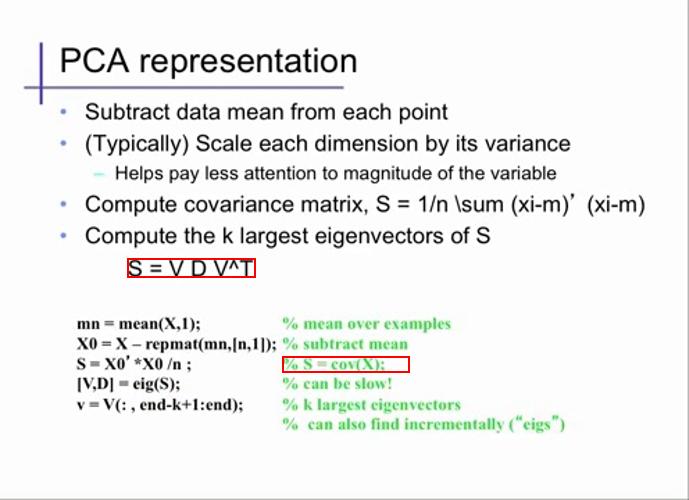 PCA representation
• Subtract data mean from each point
• (Typically) Scale each dimension by its variance
– Helps pay less attention to magnitude of the variable
• Compute covariance matrix, S = 1/n \sum (xi-m)’ (xi-m)
• Compute the k largest eigenvectors of S
S = V D V^T
mn = mean(X,1); % mean over examples
X0 = X – repmat(mn,[n,1]); % subtract mean
S = X0’ *X0 /n ; % S = cov(X);
[V,D] = eig(S); % can be slow!
v = V(: , end-k+1:end); % k largest eigenvectors
% can also find incrementally (“eigs”)